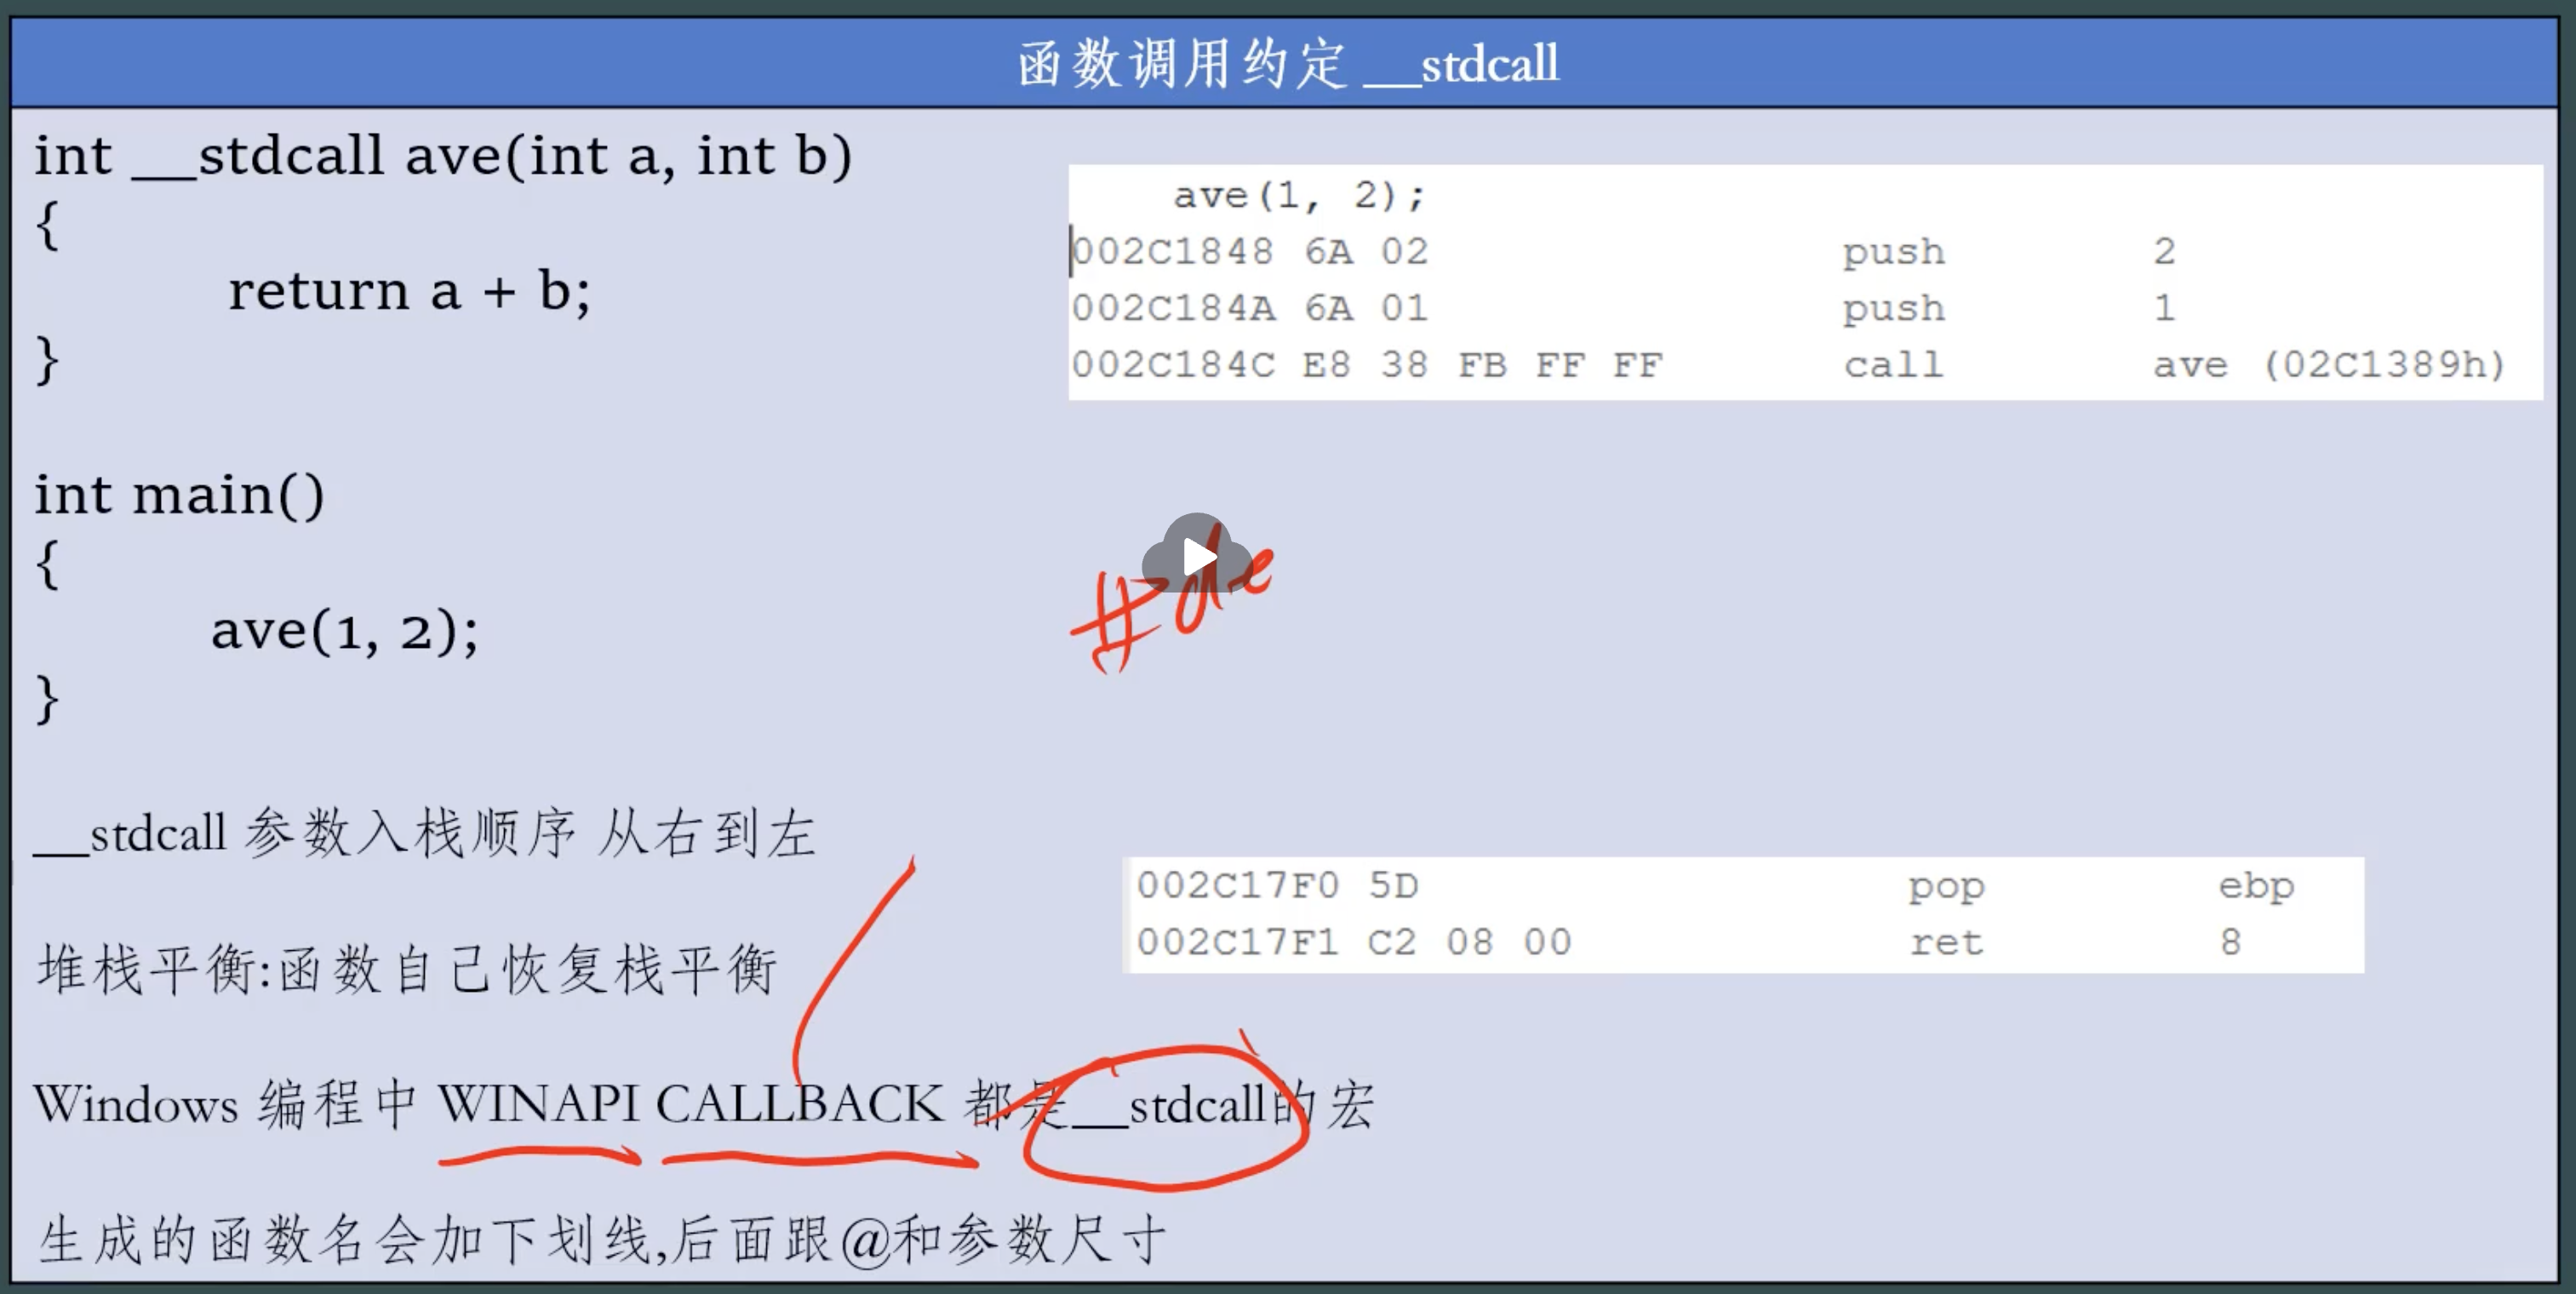 函数调用约定 __stdcall
int __stdcall ave(int a, int b)
{
return a + b;
}
int main()
{
ave(1, 2);
}
__stdcall 参数入栈顺序 从右到左
堆栈平衡:函数自己恢复栈平衡
Windows 编程中 WINAPI CALLBACK 都是__stdcall的宏
生成的函数名会加下划线,后面跟@和参数尺寸
ave(1, 2);
002C1848 6A 02 push 2
002C184A 6A 01 push 1
002C184C E8 38 FB FF FF call ave (02C1389h)
#de
002C17F0 5D pop ebp
002C17F1 C2 08 00 ret 8